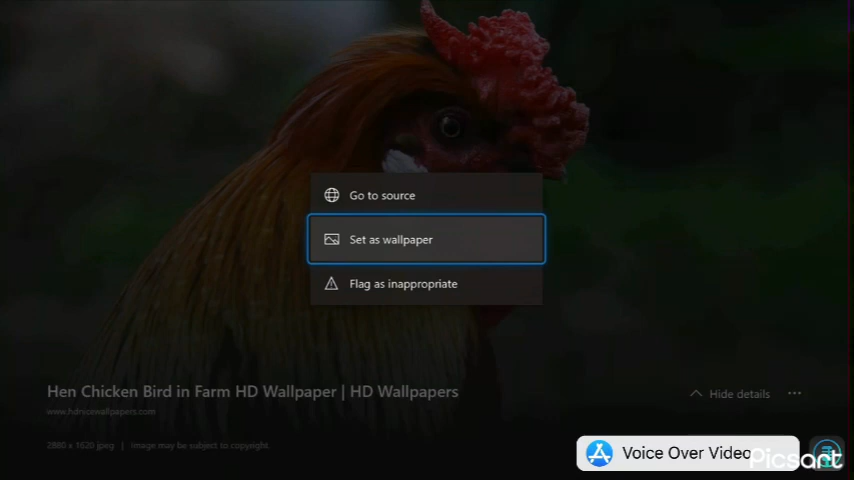 Go to source
Set as wallpaper
Flag as inappropriate
Hen Chicken Bird in Farm HD Wallpaper | HD Wallpapers
Hide details
www.hdnicewallpapers.com
2880 x 1620 jpeg | Image may be subject to copyright.
Voice Over Video
Picsart